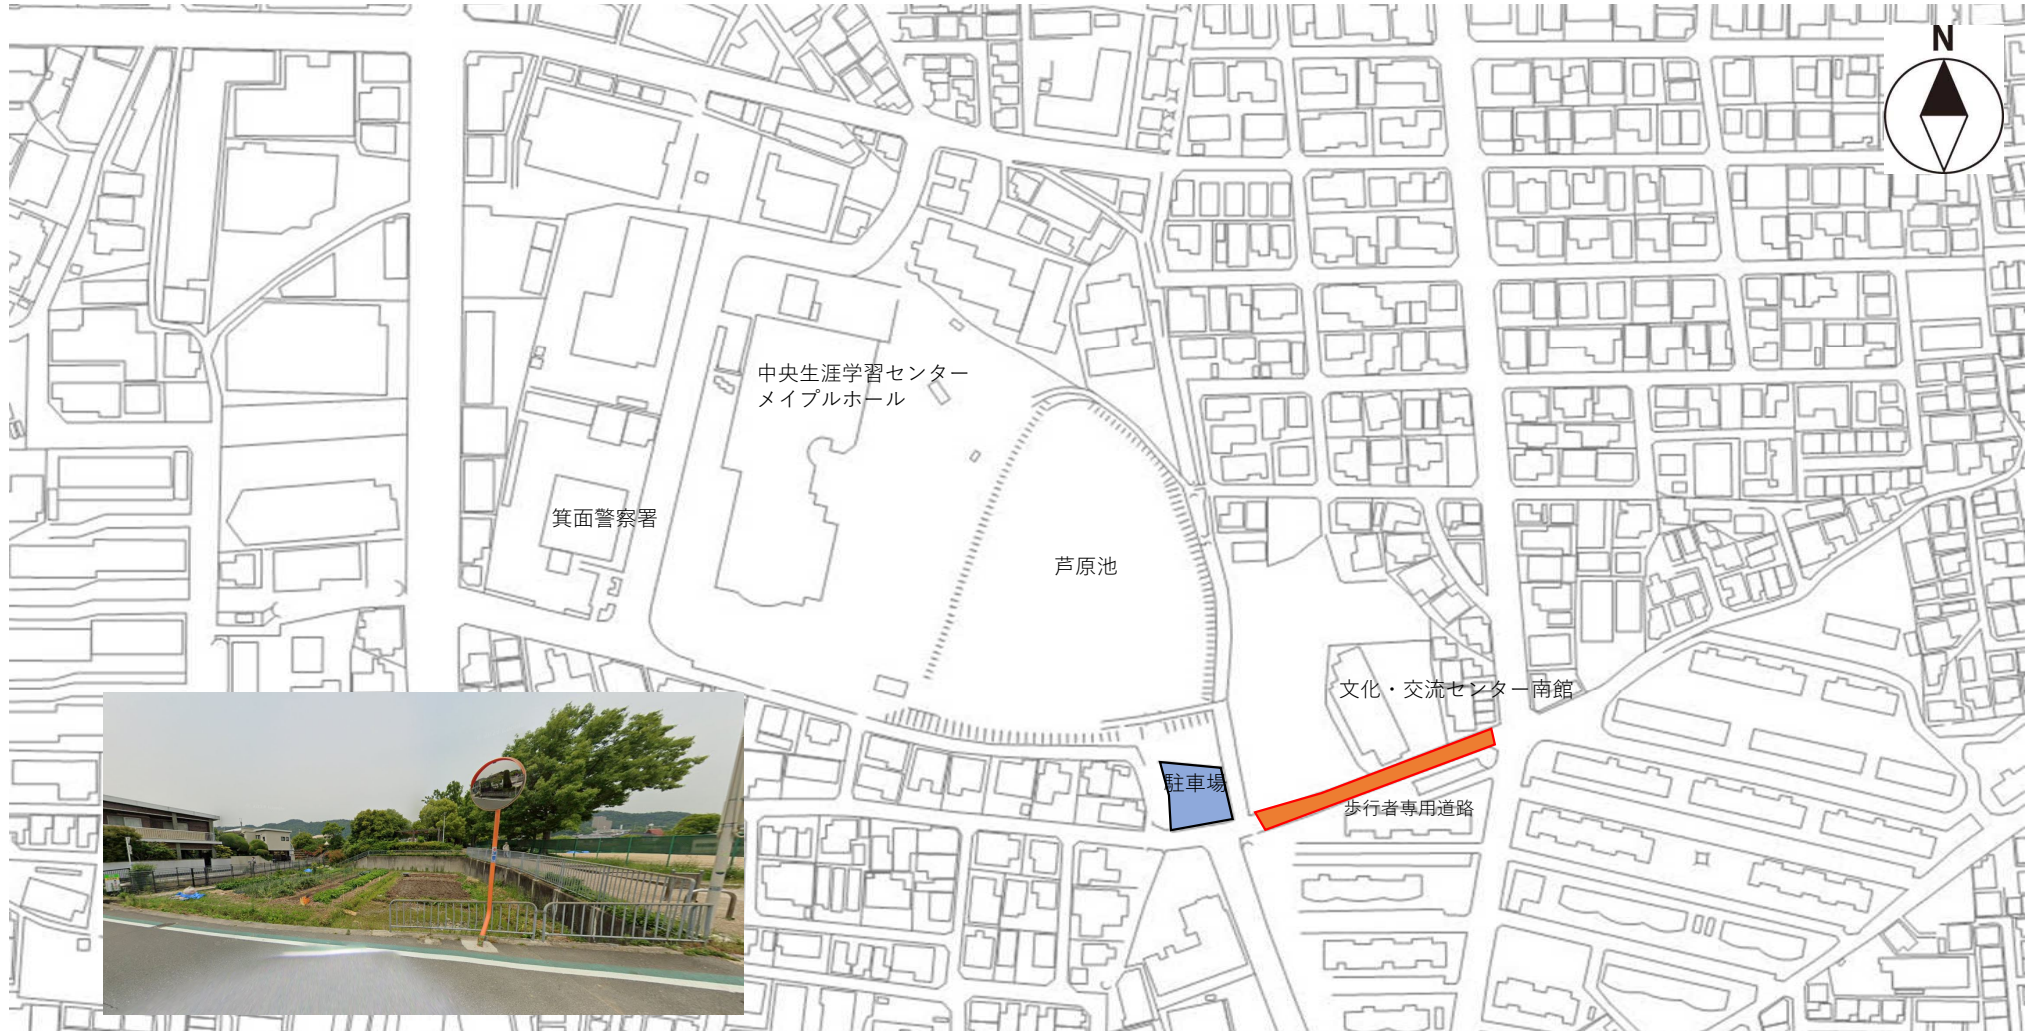 N
中央生涯学習センター
メイプルホール
箕面警察署
芦原池
文化・交流センター南館
駐車場
歩行者専用道路